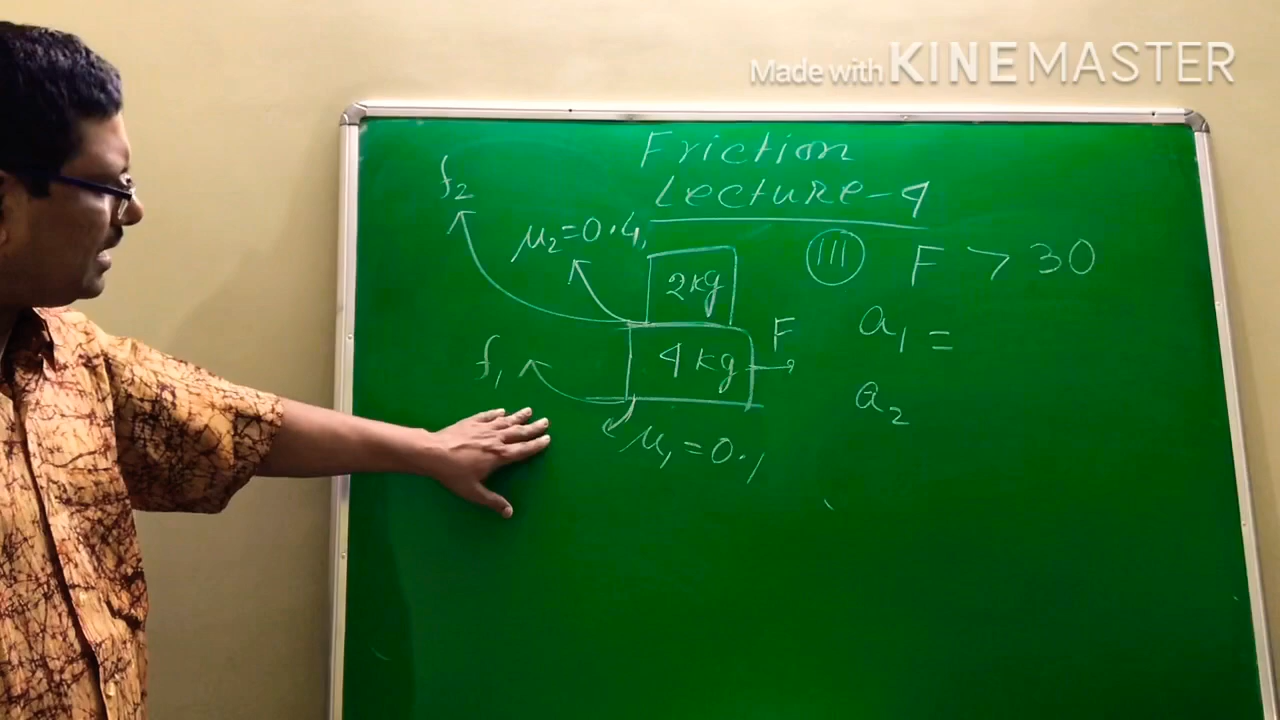 Made with KINEMASTER
Friction
Lecture-4
f2
μ2=0.4
III F > 30
2kg
F
a1 =
4kg
f1
a2
μ1=0.1